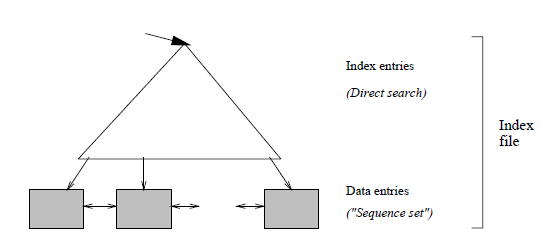 Index entries
(Direct search)
Index
file
Data entries
("Sequence set")